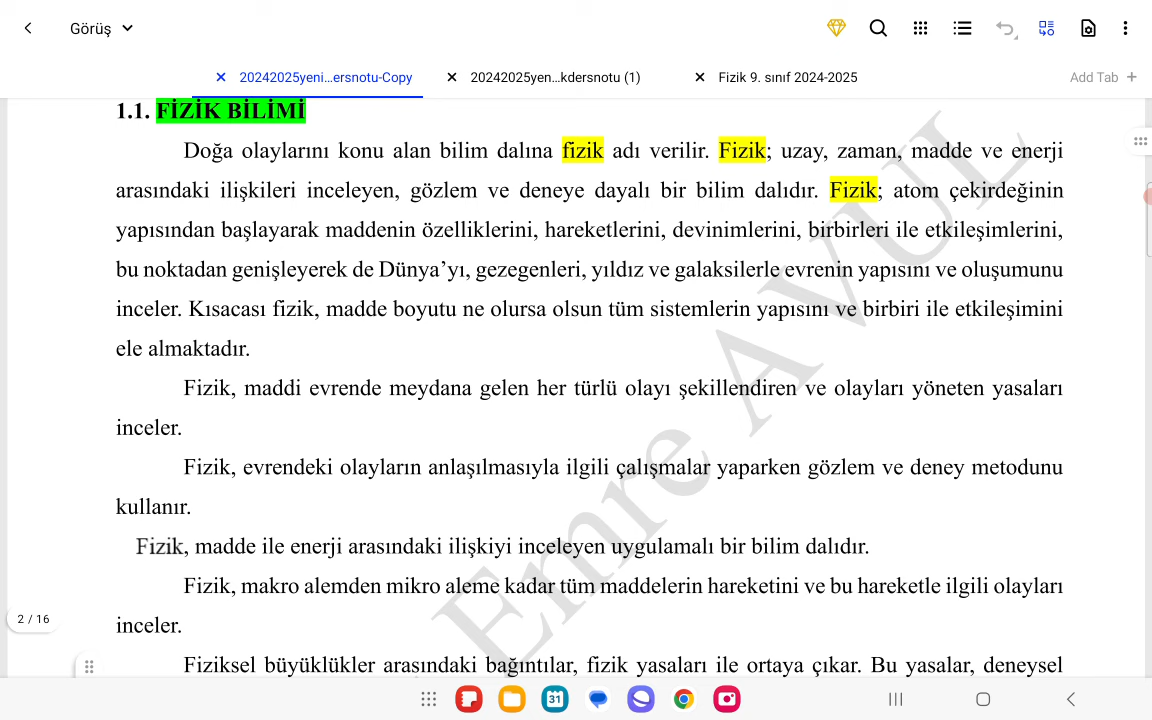 Görüş
20242025yeni...ersnotu-Copy
20242025yen...kdersnotu (1)
Fizik 9. sınıf 2024-2025
Add Tab +
1.1. FİZİK BİLİMİ
Doğa olaylarını konu alan bilim dalına fizik adı verilir. Fizik; uzay, zaman, madde ve enerji
arasındaki ilişkileri inceleyen, gözlem ve deneye dayalı bir bilim dalıdır. Fizik; atom çekirdeğinin
yapısından başlayarak maddenin özelliklerini, hareketlerini, devinimlerini, birbirleri ile etkileşimlerini,
bu noktadan genişleyerek de Dünya’yı, gezegenleri, yıldız ve galaksilerle evrenin yapısını ve oluşumunu
inceler. Kısacası fizik, madde boyutu ne olursa olsun tüm sistemlerin yapısını ve birbiri ile etkileşimini
ele almaktadır.
Fizik, maddi evrende meydana gelen her türlü olayı şekillendiren ve olayları yöneten yasaları
inceler.
Fizik, evrendeki olayların anlaşılmasıyla ilgili çalışmalar yaparken gözlem ve deney metodunu
kullanır.
Fizik, madde ile enerji arasındaki ilişkiyi inceleyen uygulamalı bir bilim dalıdır.
Fizik, makro alemden mikro aleme kadar tüm maddelerin hareketini ve bu hareketle ilgili olayları
inceler.
2 / 16
Fiziksel büyüklükler arasındaki bağıntılar, fizik yasaları ile ortaya çıkar. Bu yasalar, deneysel
Emre AVUL
31